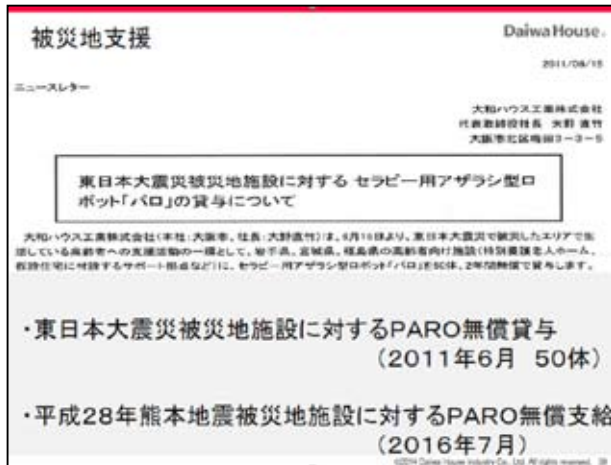 被災地支援
Daiwa House®
2011/06/15
ニュースレター
大和ハウス工業株式会社
代表取締役社長 大野 直竹
大阪市北区梅田3-3-5
東日本大震災被災地施設に対する セラピー用アザラシ型ロ
ボット「パロ」の貸与について
大和ハウス工業株式会社(本社:大阪市、社長:大野直竹)は、6月15日より、東日本大震災で被災したエリアで生
活している高齢者への支援活動の一環として、岩手県、宮城県、福島県の高齢者向け施設(特別養護老人ホーム、
仮設住宅に付設するサポート拠点など)に、セラピー用アザラシ型ロボット「パロ」を50体、2年間無償で貸与します。
・東日本大震災被災地施設に対するPARO無償貸与
(2011年6月 50体)
・平成28年熊本地震被災地施設に対するPARO無償支給
(2016年7月)
©2014 Daiwa House Industry Co., Ltd. All rights reserved.